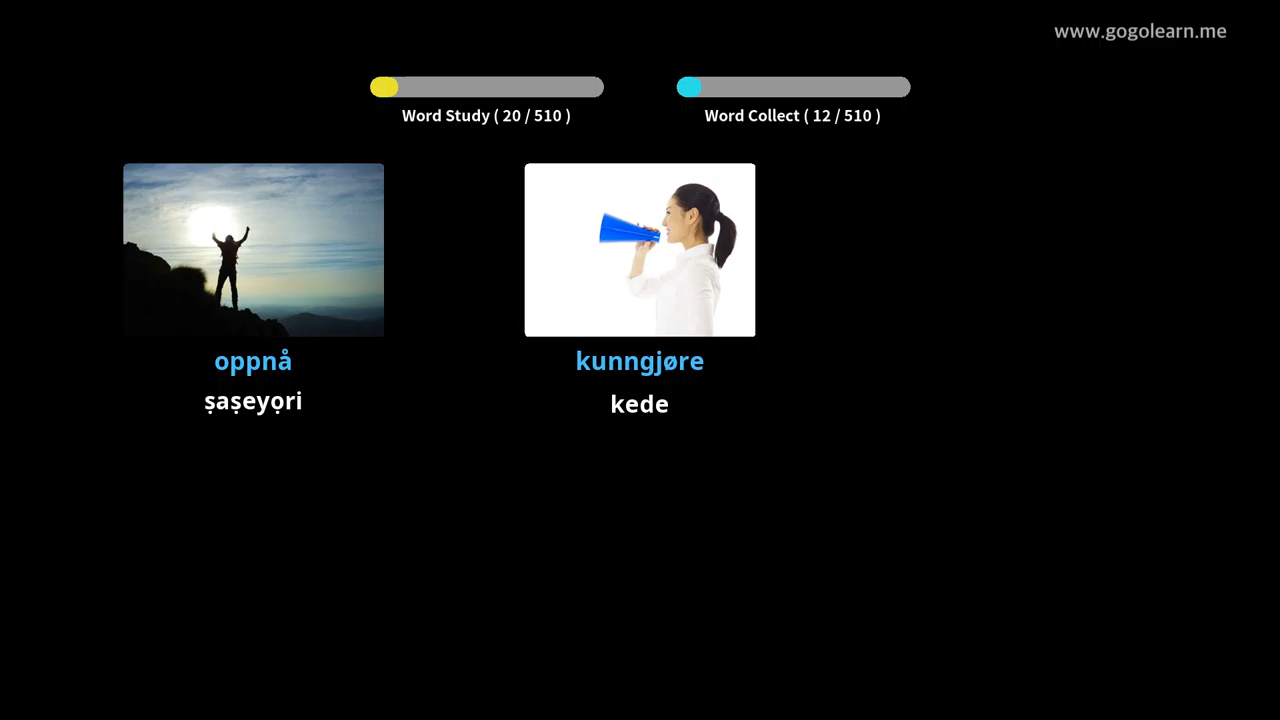 www.gogolearn.me
Word Study ( 20 / 510 )
Word Collect ( 12 / 510 )
oppnå
ṣaṣeyọri
kunngjøre
kede